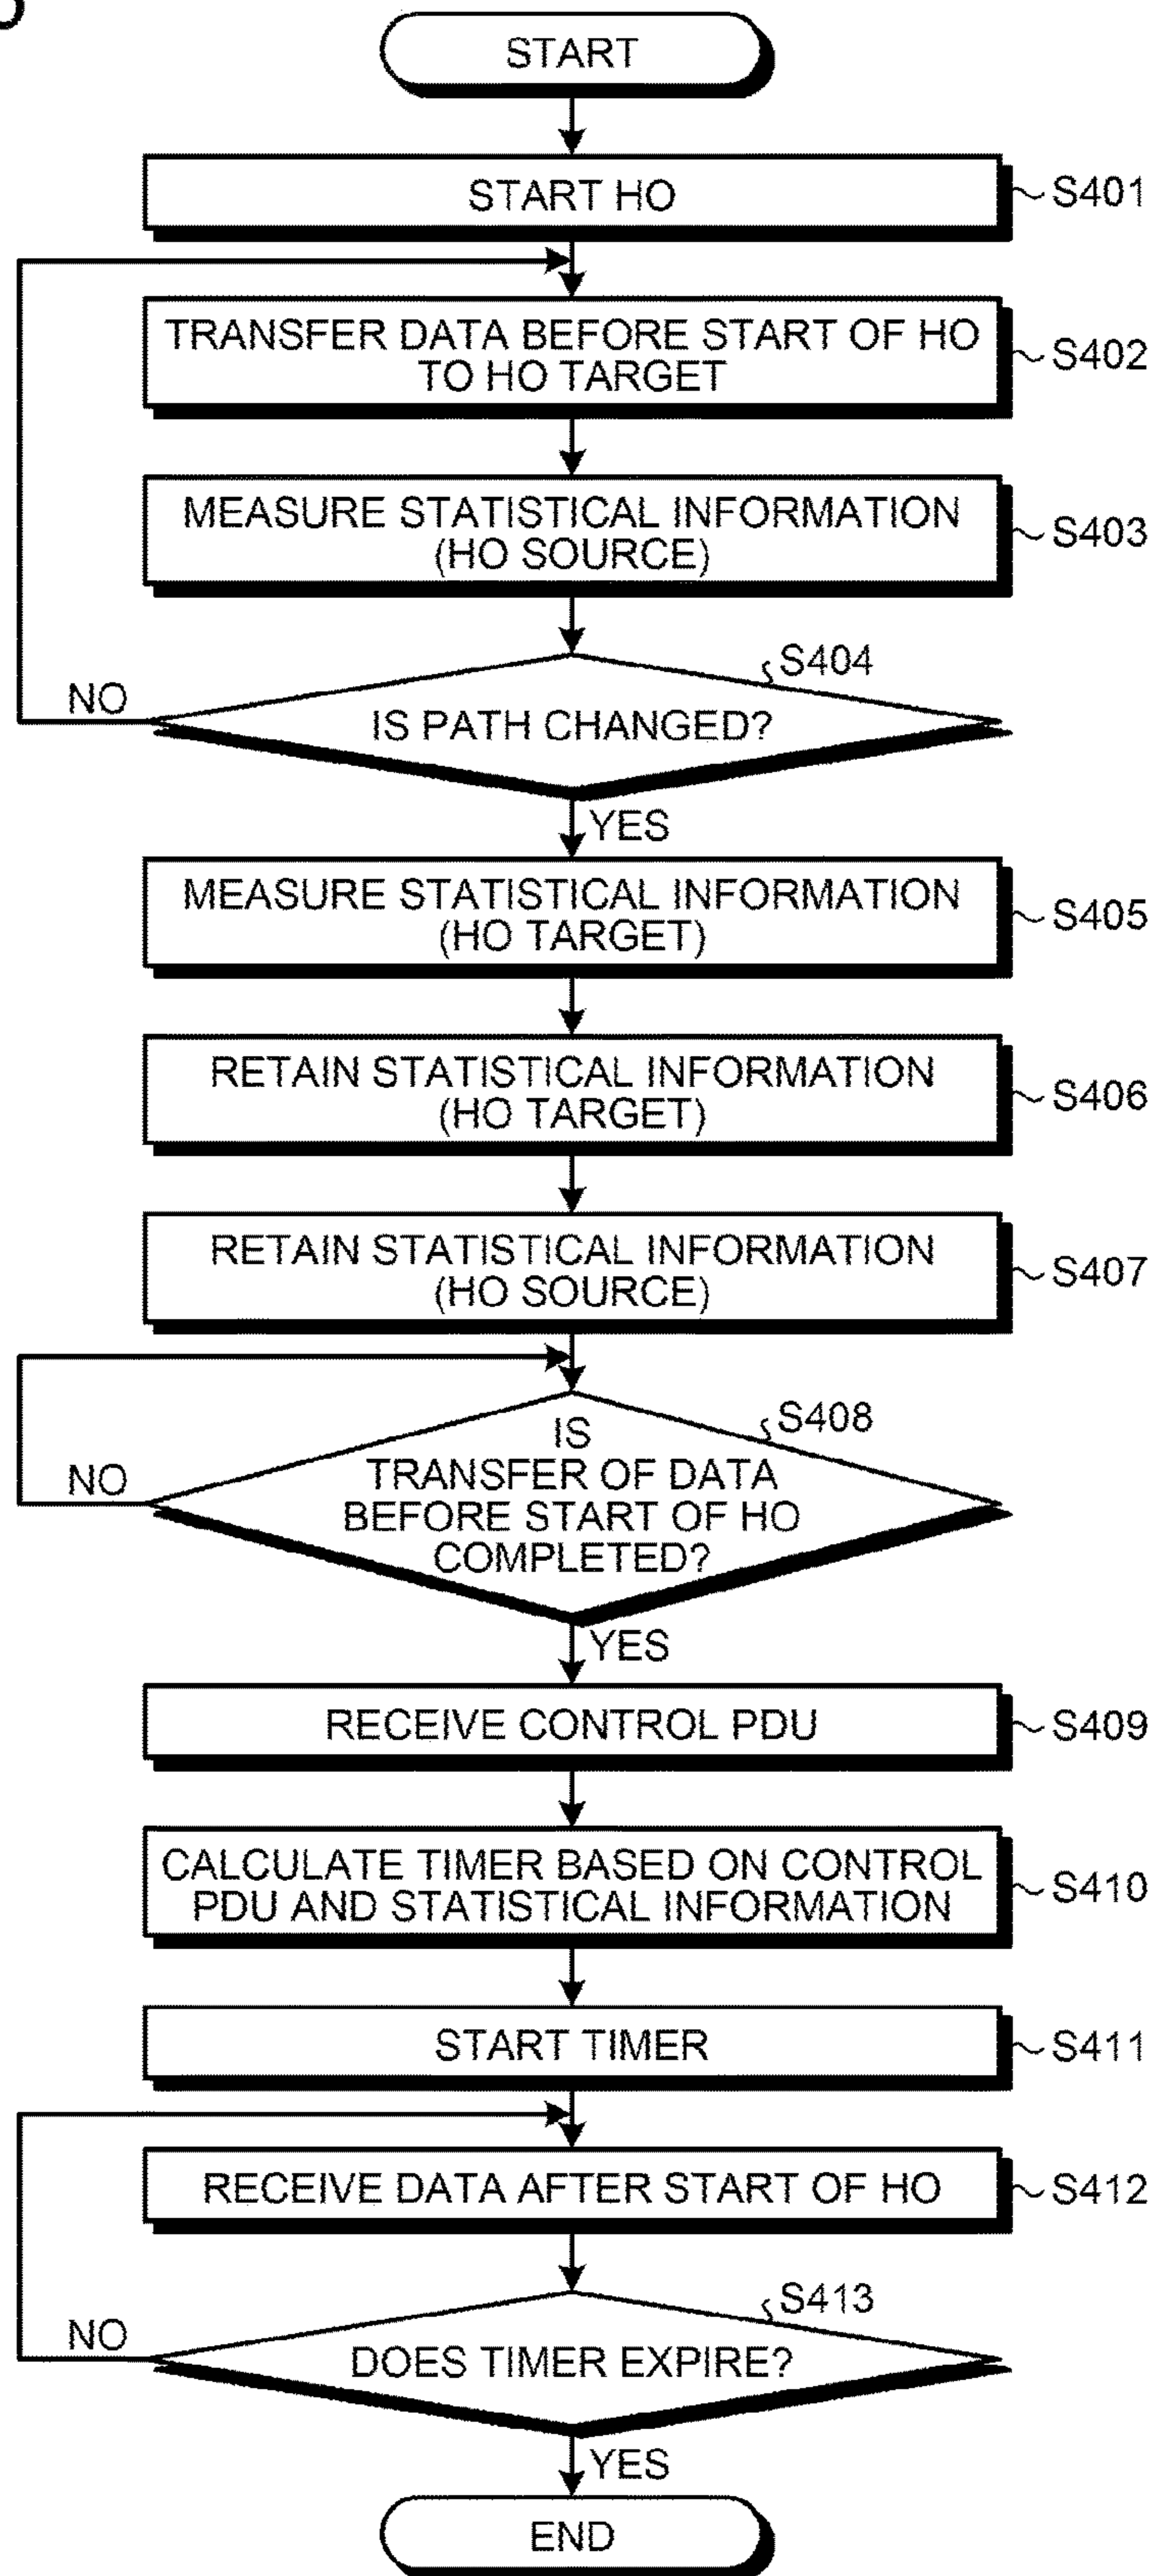 START
START HO
~S401
TRANSFER DATA BEFORE START OF HO
TO HO TARGET
~S402
MEASURE STATISTICAL INFORMATION
(HO SOURCE)
~S403
S404
NO
IS PATH CHANGED?
YES
MEASURE STATISTICAL INFORMATION
(HO TARGET)
~S405
RETAIN STATISTICAL INFORMATION
(HO TARGET)
~S406
RETAIN STATISTICAL INFORMATION
(HO SOURCE)
~S407
S408
NO
IS
TRANSFER OF DATA
BEFORE START OF HO
COMPLETED?
YES
RECEIVE CONTROL PDU
~S409
CALCULATE TIMER BASED ON CONTROL
PDU AND STATISTICAL INFORMATION
~S410
START TIMER
~S411
RECEIVE DATA AFTER START OF HO
~S412
S413
NO
DOES TIMER EXPIRE?
YES
END